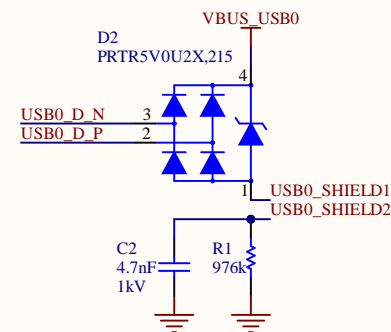 VBUS_USB0
D2
PRTR5V0U2X,215
4
USB0_D_N 3
USB0_D_P 2
1 USB0_SHIELD1
USB0_SHIELD2
C2 R1
4.7nF 976k
1kV